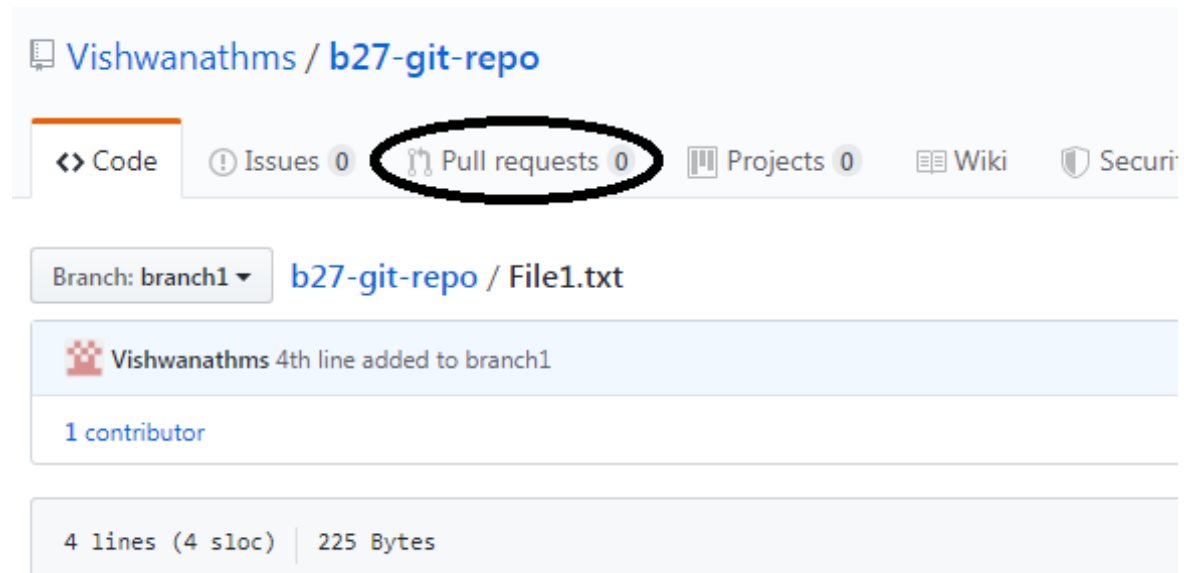 Vishwanathms / b27-git-repo
<> Code Issues 0 Pull requests 0 Projects 0 Wiki
Branch: branch1 b27-git-repo / File1.txt
Vishwanathms 4th line added to branch1
1 contributor
4 lines (4 sloc) 225 Bytes